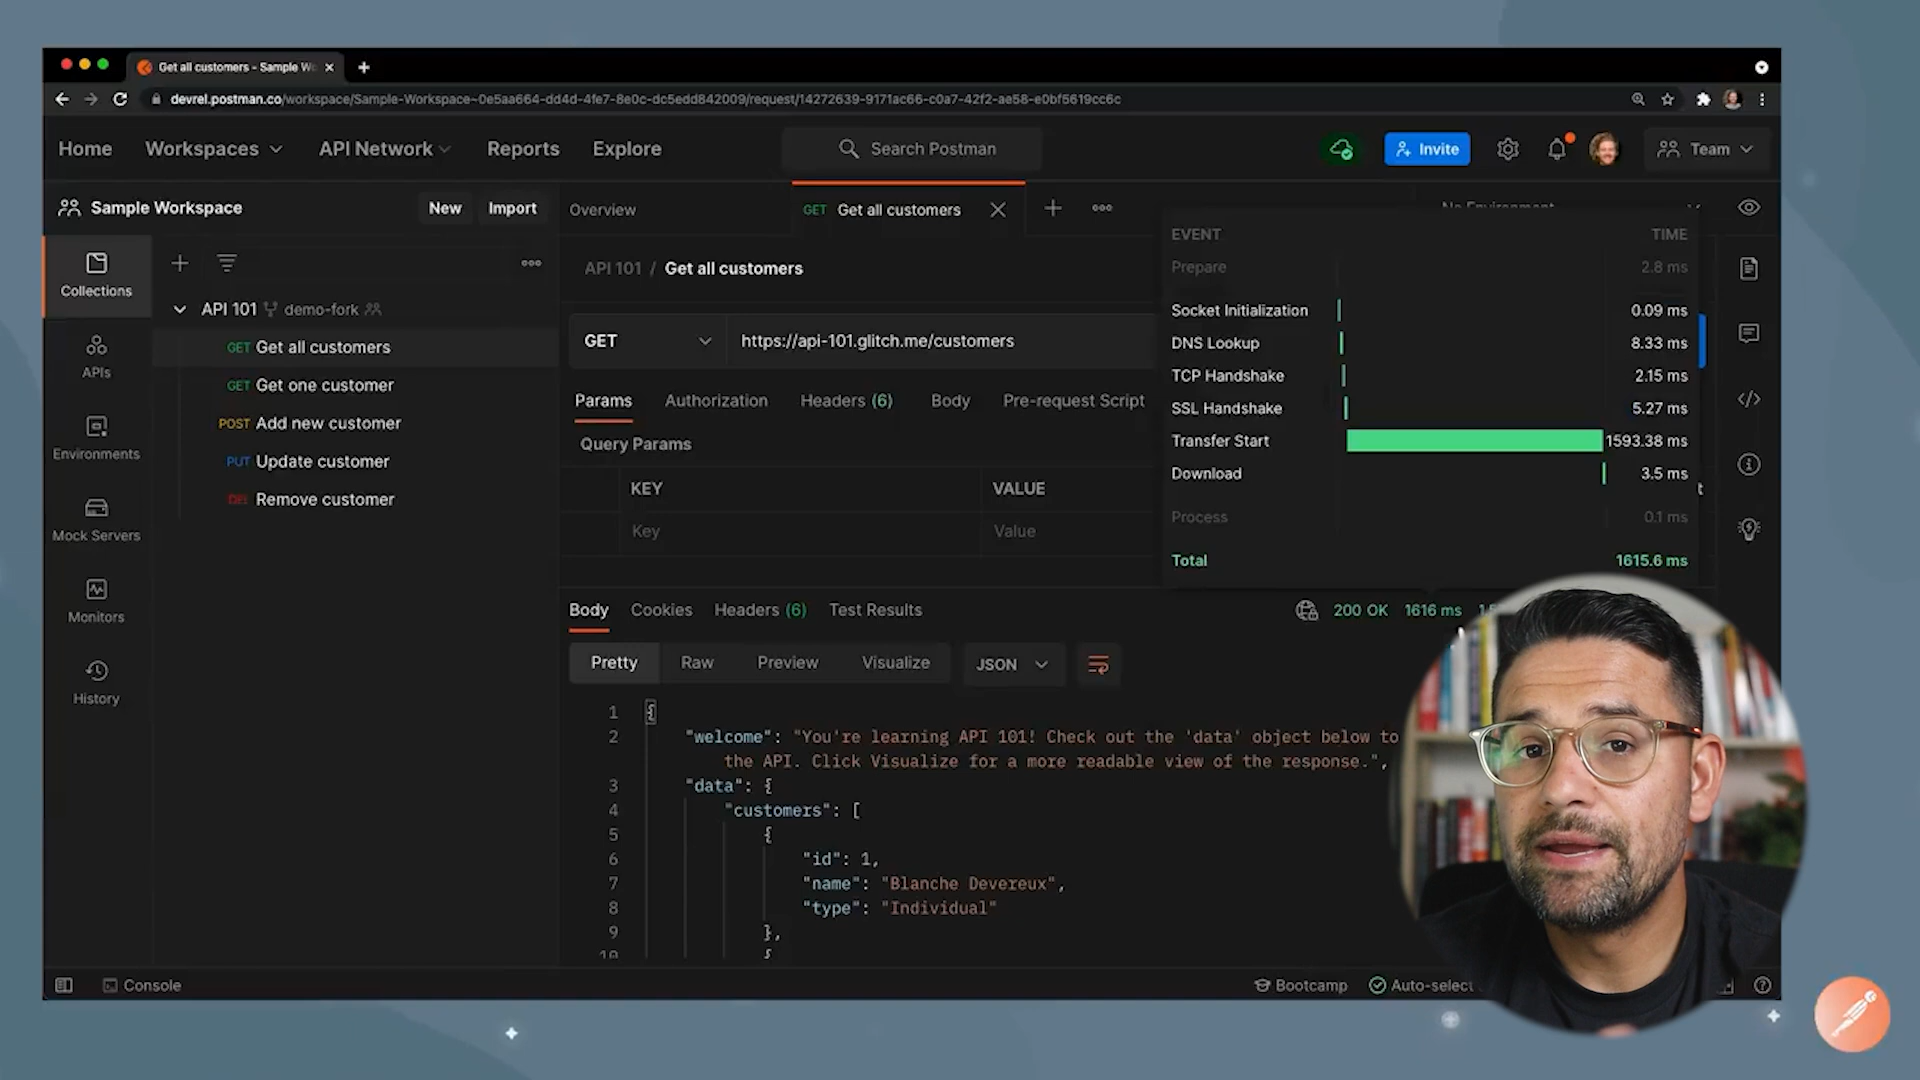 Get all customers - Sample Wo
devrel.postman.co/workspace/Sample-Workspace~0e5aa664-dd4d-4fe7-8e0c-dc5edd842009/request/14272639-9171ac66-c0a7-42f2-ae58-e0bf5619cc6c
Home Workspaces API Network Reports Explore Search Postman Invite Team
Sample Workspace New Import Overview GET Get all customers No Environment
Collections
APIs
Environments
Mock Servers
Monitors
History
API 101 demo-fork
GET Get all customers
GET Get one customer
POST Add new customer
PUT Update customer
DEL Remove customer
API 101 / Get all customers
GET https://api-101.glitch.me/customers
Params Authorization Headers (6) Body Pre-request Script
Query Params
KEY VALUE
Key Value
EVENT TIME
Prepare 2.8 ms
Socket Initialization 0.09 ms
DNS Lookup 8.33 ms
TCP Handshake 2.15 ms
SSL Handshake 5.27 ms
Transfer Start 1593.38 ms
Download 3.5 ms
Process 0.1 ms
Total 1615.6 ms
Body Cookies Headers (6) Test Results 200 OK 1616 ms
Pretty Raw Preview Visualize JSON
1 {
2 "welcome": "You're learning API 101! Check out the 'data' object below to
the API. Click Visualize for a more readable view of the response.",
3 "data": {
4 "customers": [
5 {
6 "id": 1,
7 "name": "Blanche Devereux",
8 "type": "Individual"
9 },
10 {
Console Bootcamp Auto-select